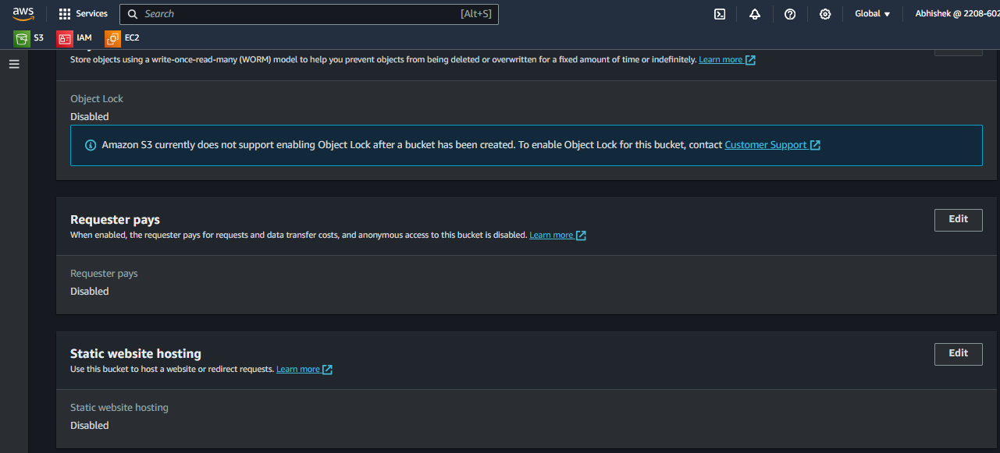 aws
Services
Search
[Alt+S]
Global
Abhishek @ 2208-602
S3
IAM
EC2
Store objects using a write-once-read-many (WORM) model to help you prevent objects from being deleted or overwritten for a fixed amount of time or indefinitely. Learn more
Object Lock
Disabled
Amazon S3 currently does not support enabling Object Lock after a bucket has been created. To enable Object Lock for this bucket, contact Customer Support
Requester pays
Edit
When enabled, the requester pays for requests and data transfer costs, and anonymous access to this bucket is disabled. Learn more
Requester pays
Disabled
Static website hosting
Edit
Use this bucket to host a website or redirect requests. Learn more
Static website hosting
Disabled